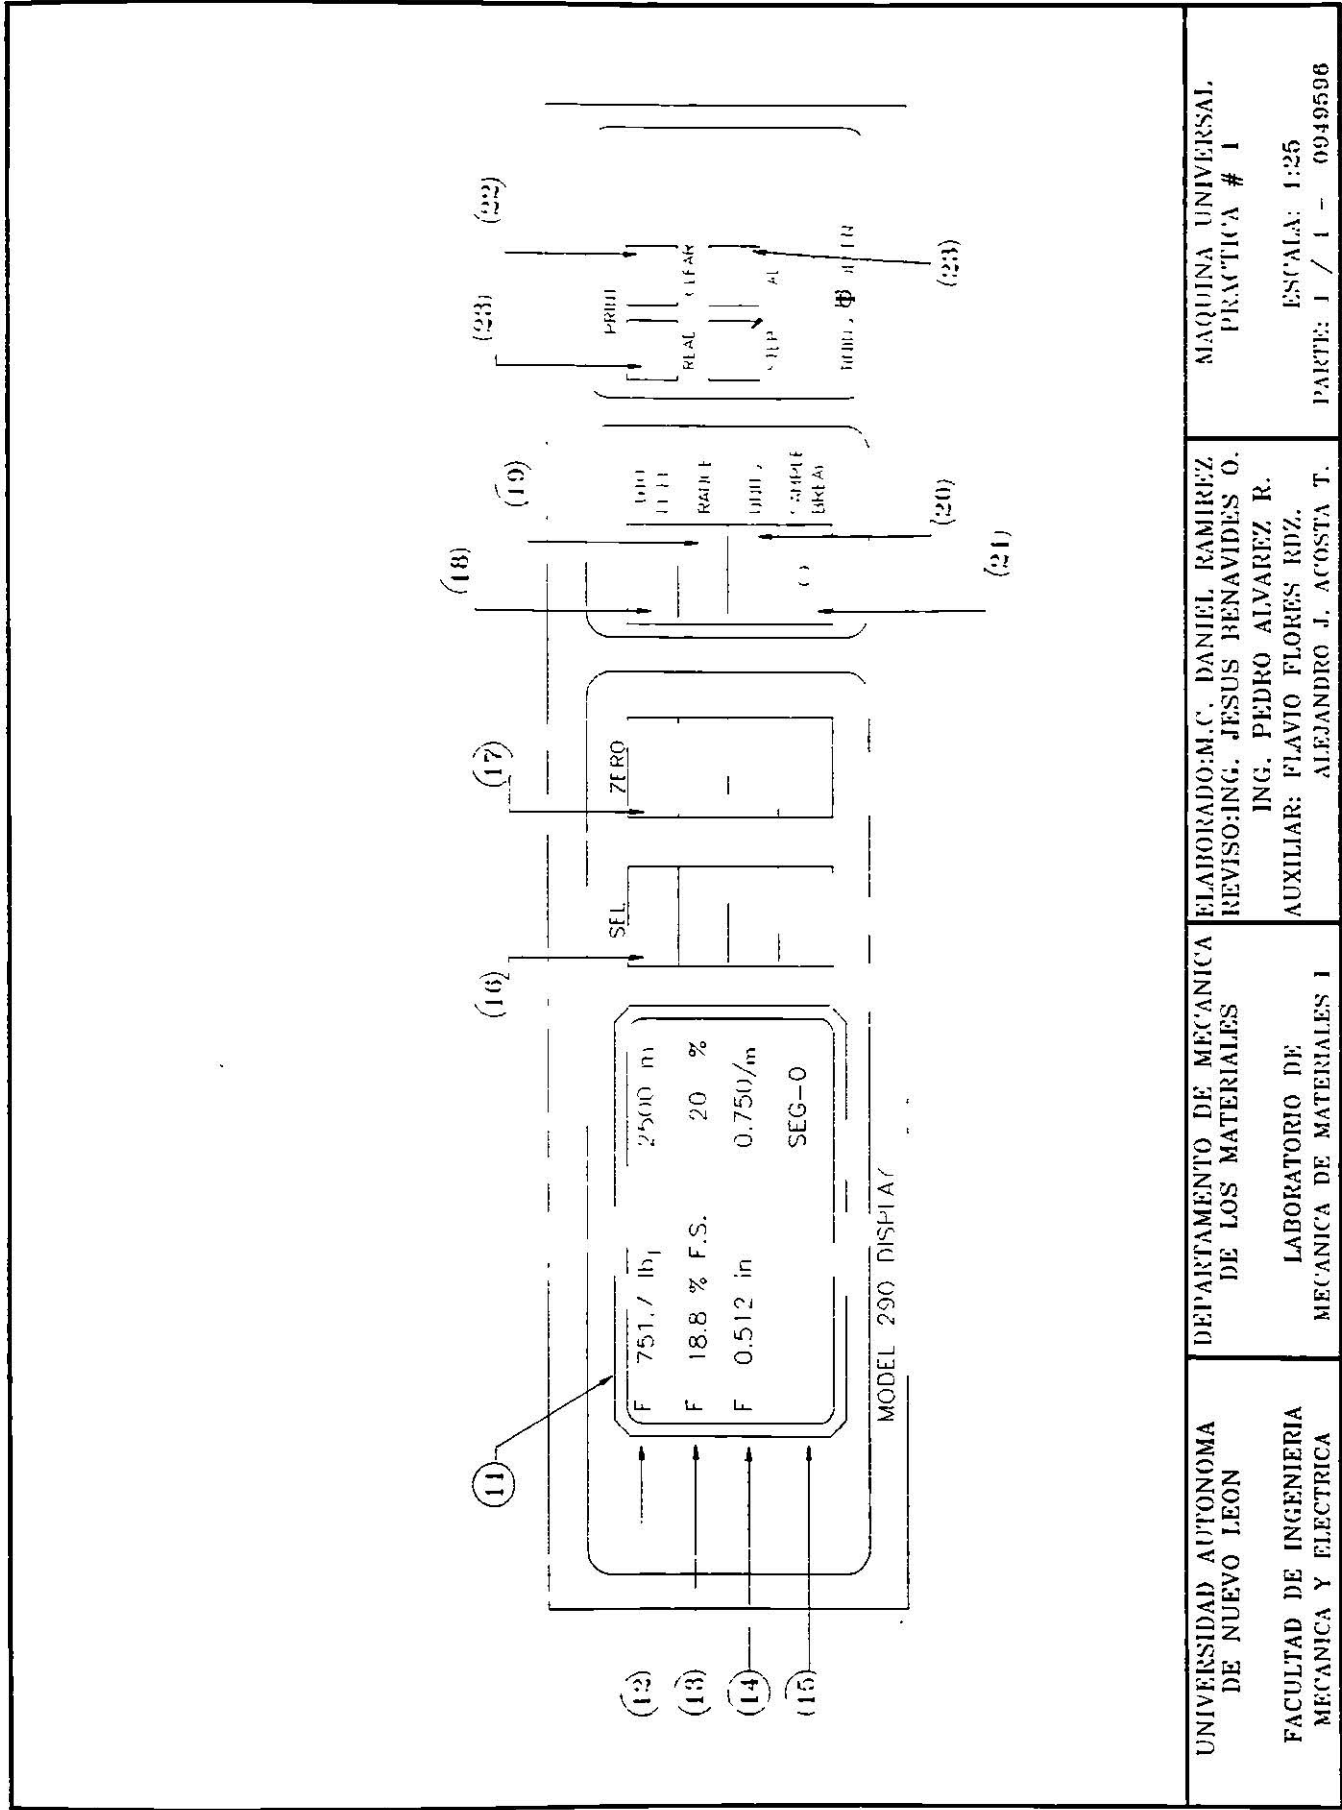 (11)
(12)
(13)
(14)
(15)
F 751.7 lb 2500 m
F 18.8 % F.S. 20 %
F 0.512 in 0.750/m
SEG-0
MODEL 290 DISPLAY
(16)
SEL
(17)
ZERO
(18)
(19)
RANGE
(20)
(21)
(23)
(22)
PRINT
REAL CLEAR
(23)
UNIVERSIDAD AUTONOMA
DE NUEVO LEON
FACULTAD DE INGENIERIA
MECANICA Y ELECTRICA
DEPARTAMENTO DE MECANICA
DE LOS MATERIALES
LABORATORIO DE
MECANICA DE MATERIALES I
ELABORADO:M.C. DANIEL RAMIREZ
REVISO:ING. JESUS BENAVIDES O.
ING. PEDRO ALVAREZ R.
AUXILIAR: FLAVIO FLORES RDZ.
ALEJANDRO J. ACOSTA T.
MAQUINA UNIVERSAL
PRACTICA # 1
ESCALA: 1:25
PARTE: 1 / 1 - 0949596